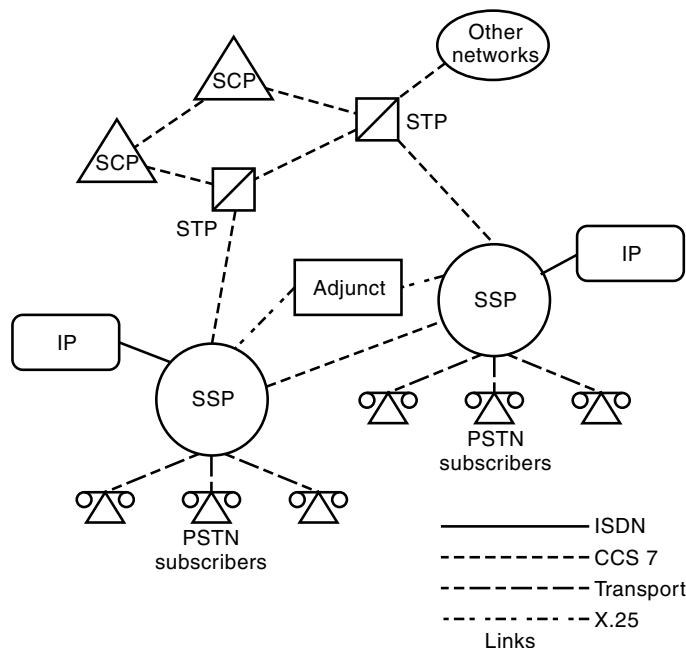 Other
networks
SCP
STP
SCP
STP
IP
Adjunct
SSP
IP
SSP
PSTN
subscribers
PSTN
subscribers
ISDN
CCS 7
Transport
X.25
Links